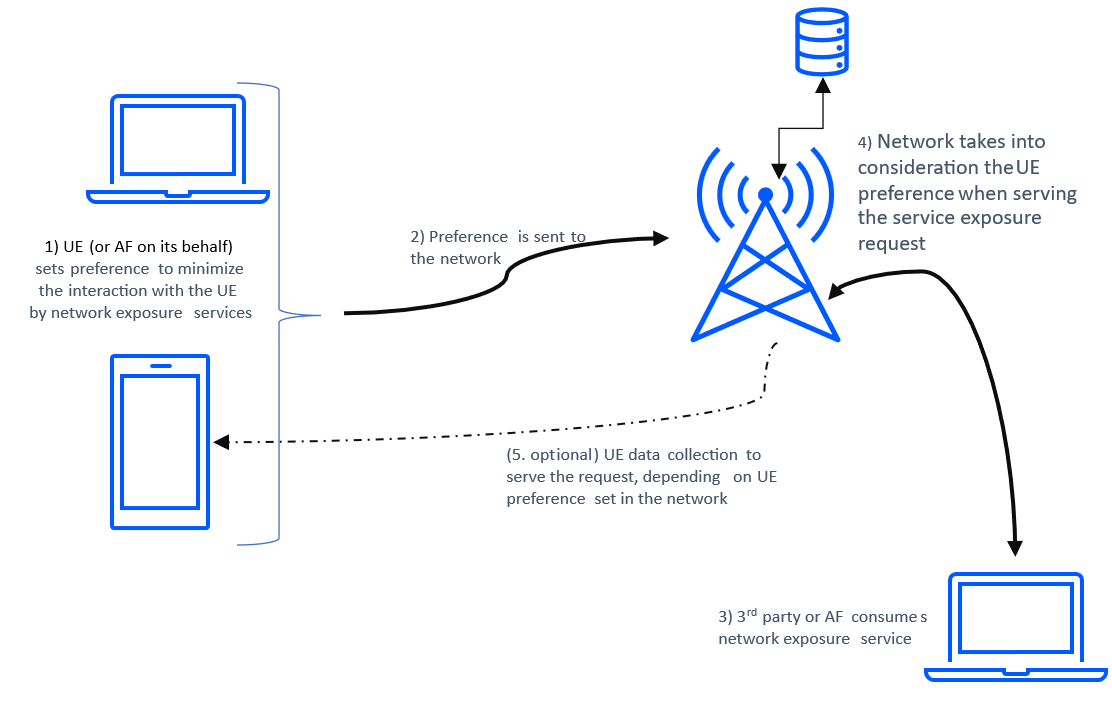 1) UE (or AF on its behalf)
sets preference to minimize
the interaction with the UE
by network exposure services
2) Preference is sent to
the network
4) Network takes into
consideration the UE
preference when serving
the service exposure
request
(5. optional) UE data collection to
serve the request, depending on UE
preference set in the network
3) 3rd party or AF consumes
network exposure service